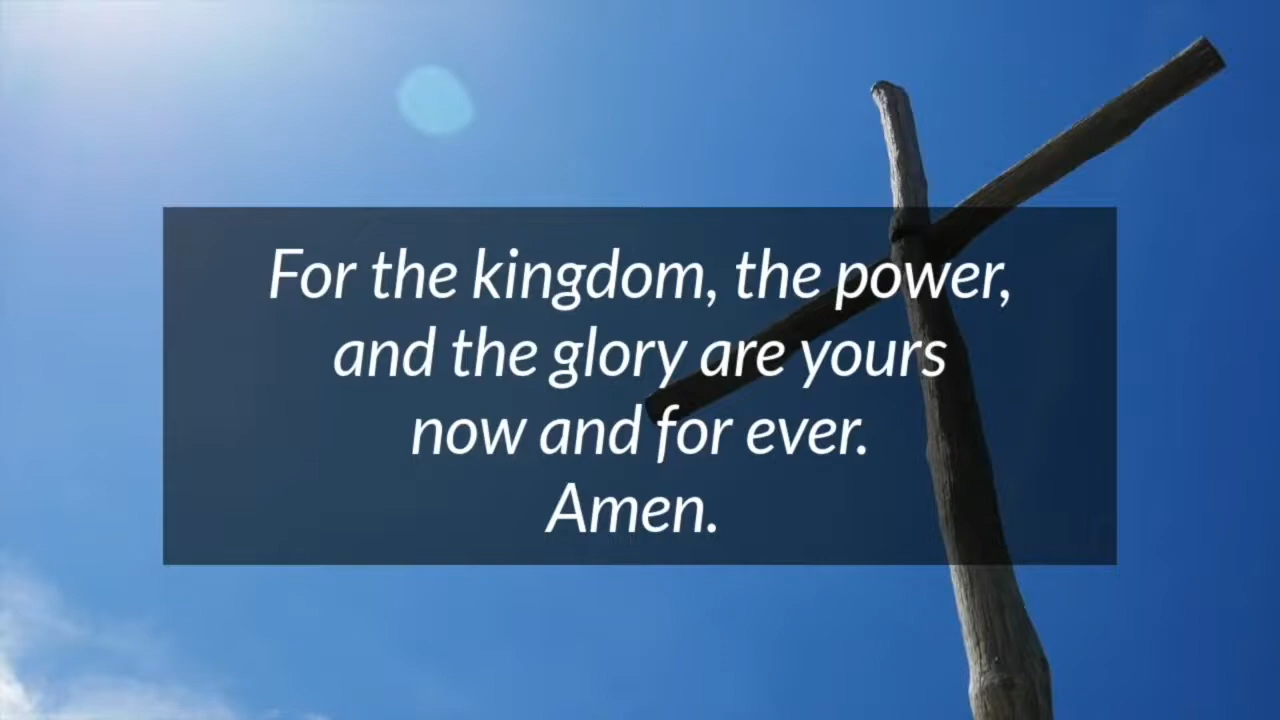 For the kingdom, the power,
and the glory are yours
now and for ever.
Amen.